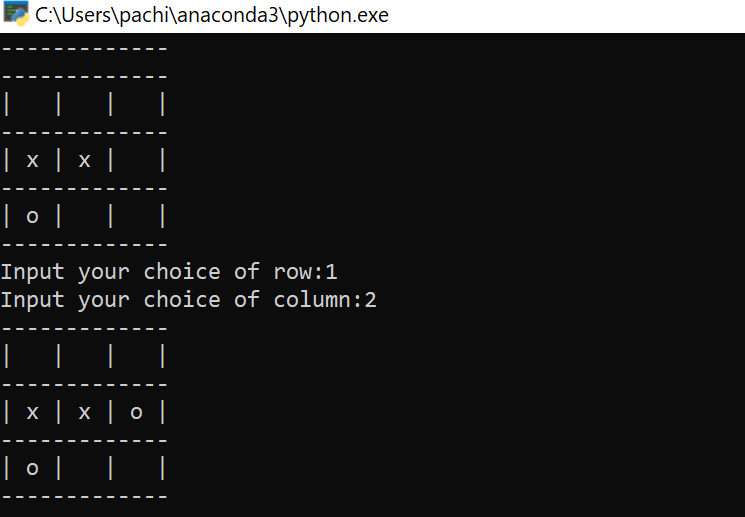 C:\Users\pachi\anaconda3\python.exe
-------------
-------------
|   |   |   |
-------------
| x | x |   |
-------------
| o |   |   |
-------------
Input your choice of row:1
Input your choice of column:2
-------------
|   |   |   |
-------------
| x | x | o |
-------------
| o |   |   |
-------------